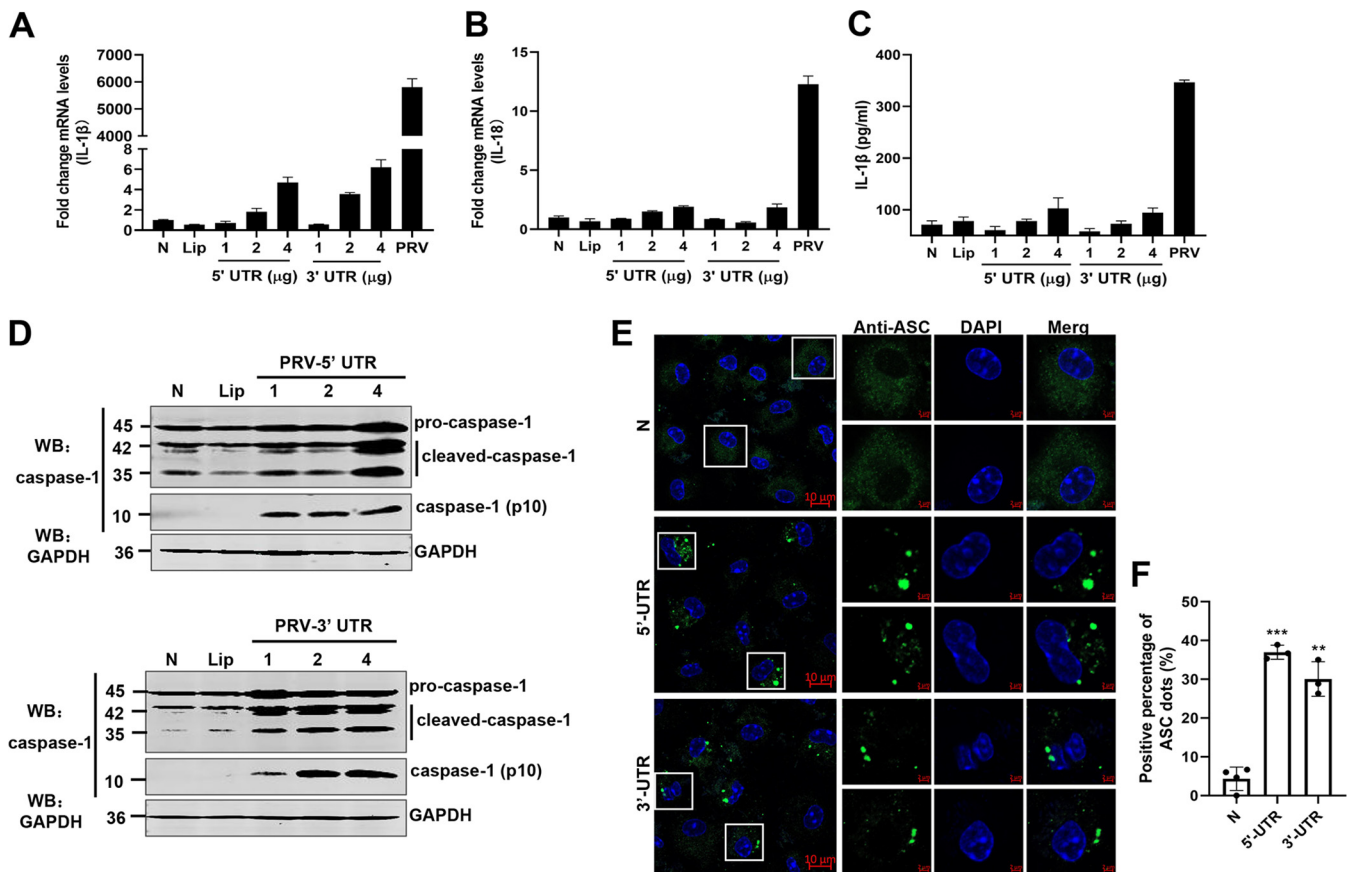 A
Fold change mRNA levels
(IL-1β)
6000
5000
4000
3000
2000
1000
8
6
4
2
0
N Lip 1 2 4 1 2 4 PRV
5' UTR (μg) 3' UTR (μg)
B
Fold change mRNA levels
(IL-18)
15
10
5
0
N Lip 1 2 4 1 2 4 PRV
5' UTR (μg) 3' UTR (μg)
C
IL-1β (pg/ml)
400
300
200
100
N Lip 1 2 4 1 2 4 PRV
5' UTR (μg) 3' UTR (μg)
D
PRV-5’ UTR
N Lip 1 2 4
WB:
caspase-1
45
42
35
10
pro-caspase-1
cleaved-caspase-1
caspase-1 (p10)
WB:
GAPDH
36
GAPDH
PRV-3’ UTR
N Lip 1 2 4
WB:
caspase-1
45
42
35
10
pro-caspase-1
cleaved-caspase-1
caspase-1 (p10)
WB:
GAPDH
36
GAPDH
E
Anti-ASC DAPI Merg
N
10 μm
5'-UTR
10 μm
3'-UTR
10 μm
F
Positive percentage of
ASC dots (%)
50
40
30
20
10
0
***
**
N 5'-UTR 3'-UTR